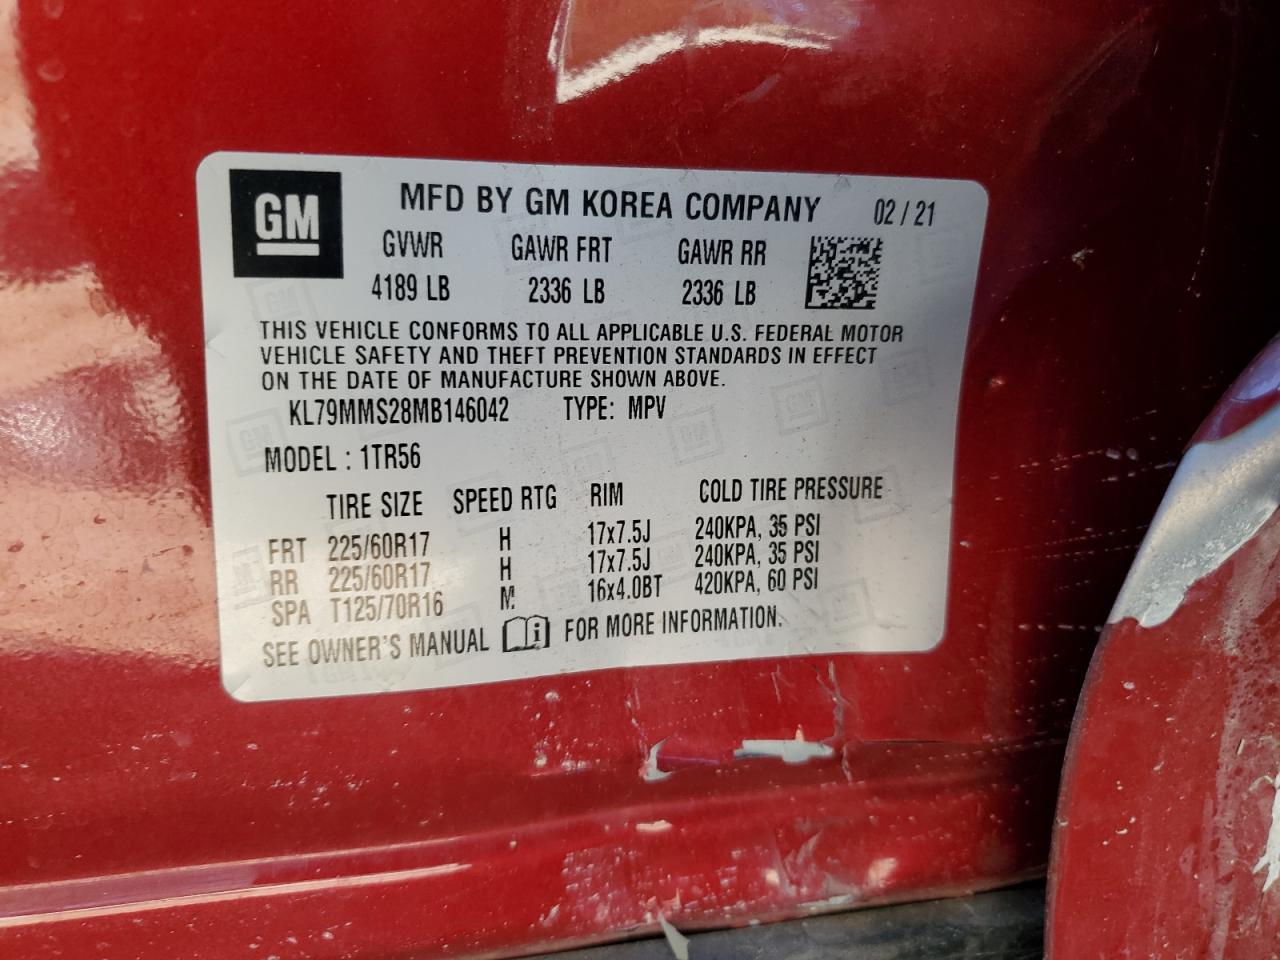 GM
MFD BY GM KOREA COMPANY 02 / 21
GVWR GAWR FRT GAWR RR
4189 LB 2336 LB 2336 LB
THIS VEHICLE CONFORMS TO ALL APPLICABLE U.S. FEDERAL MOTOR
VEHICLE SAFETY AND THEFT PREVENTION STANDARDS IN EFFECT
ON THE DATE OF MANUFACTURE SHOWN ABOVE.
KL79MMS28MB146042 TYPE: MPV
MODEL : 1TR56
TIRE SIZE SPEED RTG RIM COLD TIRE PRESSURE
FRT 225/60R17 H 17x7.5J 240KPA, 35 PSI
RR 225/60R17 H 17x7.5J 240KPA, 35 PSI
SPA T125/70R16 M 16x4.0BT 420KPA, 60 PSI
SEE OWNER'S MANUAL i FOR MORE INFORMATION.